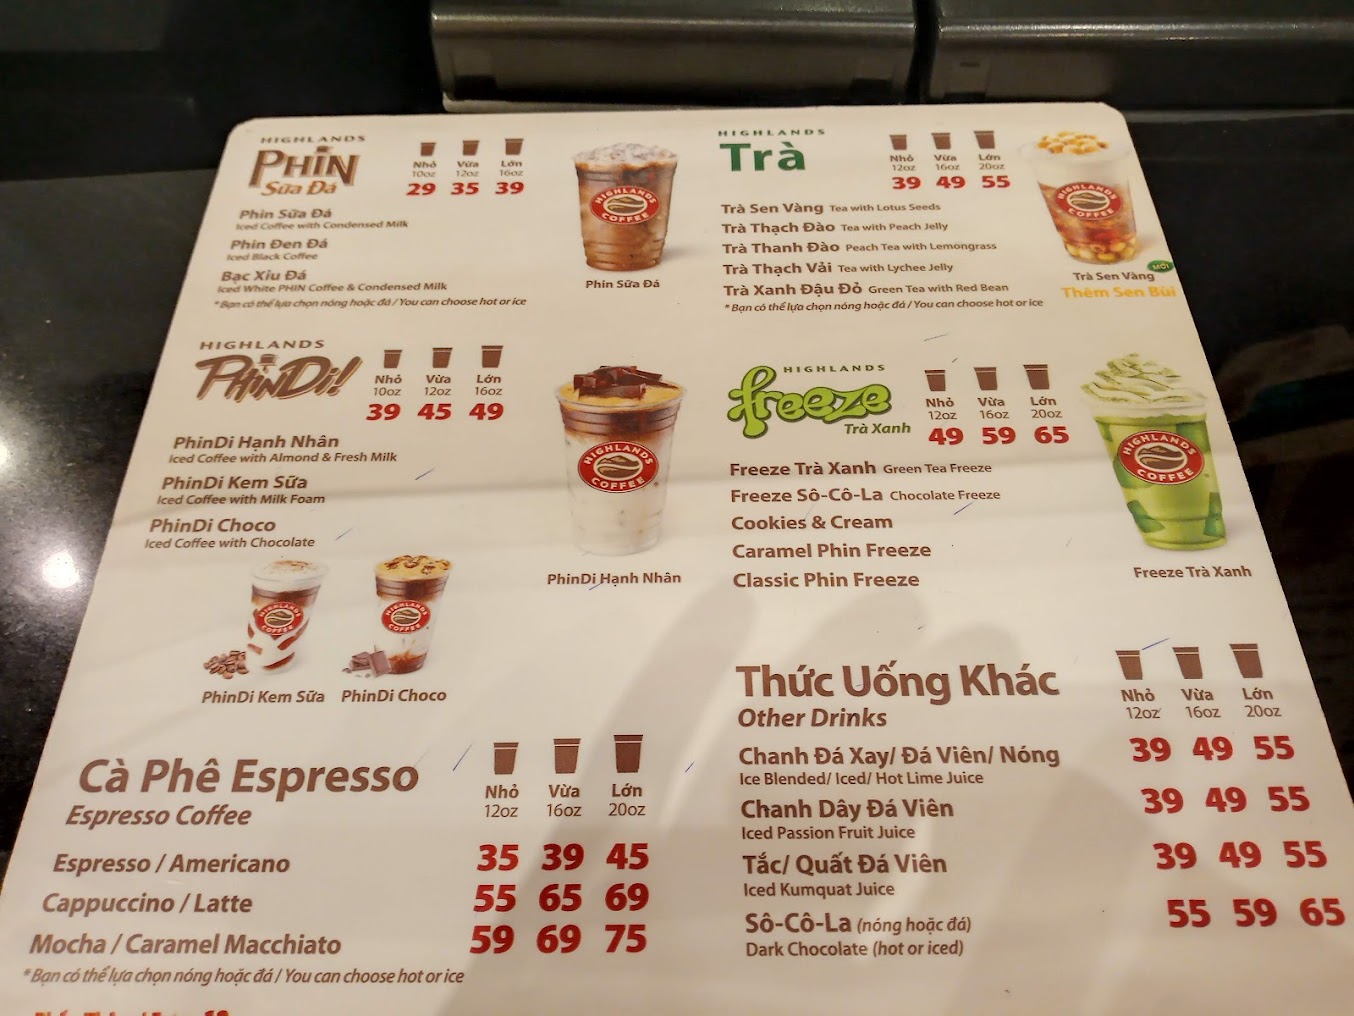 HIGHLANDS
PHIN
Sữa Đá
Nhỏ Vừa Lớn
10oz 12oz 16oz
29 35 39
Phin Sữa Đá
Iced Coffee with Condensed Milk
Phin Đen Đá
Iced Black Coffee
Bạc Xỉu Đá
Iced White PHIN Coffee & Condensed Milk
*Bạn có thể lựa chọn nóng hoặc đá / You can choose hot or ice
HIGHLANDS COFFEE
Phin Sữa Đá
HIGHLANDS
Trà
Nhỏ Vừa Lớn
12oz 16oz 20oz
39 49 55
Trà Sen Vàng Tea with Lotus Seeds
Trà Thạch Đào Tea with Peach Jelly
Trà Thanh Đào Peach Tea with Lemongrass
Trà Thạch Vải Tea with Lychee Jelly
Trà Xanh Đậu Đỏ Green Tea with Red Bean
*Bạn có thể lựa chọn nóng hoặc đá / You can choose hot or ice
HIGHLANDS COFFEE
Trà Sen Vàng
MỚI
Thêm Sen Bùi
HIGHLANDS
PHINDI!
Nhỏ Vừa Lớn
10oz 12oz 16oz
39 45 49
PhinDi Hạnh Nhân
Iced Coffee with Almond & Fresh Milk
PhinDi Kem Sữa
Iced Coffee with Milk Foam
PhinDi Choco
Iced Coffee with Chocolate
HIGHLANDS COFFEE
PhinDi Hạnh Nhân
HIGHLANDS COFFEE
HIGHLANDS COFFEE
PhinDi Kem Sữa PhinDi Choco
HIGHLANDS
freeze
Trà Xanh
Nhỏ Vừa Lớn
12oz 16oz 20oz
49 59 65
Freeze Trà Xanh Green Tea Freeze
Freeze Sô-Cô-La Chocolate Freeze
Cookies & Cream
Caramel Phin Freeze
Classic Phin Freeze
HIGHLANDS COFFEE
Freeze Trà Xanh
Cà Phê Espresso
Espresso Coffee
Nhỏ Vừa Lớn
12oz 16oz 20oz
Espresso / Americano 35 39 45
Cappuccino / Latte 55 65 69
Mocha / Caramel Macchiato 59 69 75
*Bạn có thể lựa chọn nóng hoặc đá / You can choose hot or ice
Thức Uống Khác
Other Drinks
Nhỏ Vừa Lớn
12oz 16oz 20oz
Chanh Đá Xay/ Đá Viên/ Nóng 39 49 55
Ice Blended/ Iced/ Hot Lime Juice
Chanh Dây Đá Viên 39 49 55
Iced Passion Fruit Juice
Tắc/ Quất Đá Viên 39 49 55
Iced Kumquat Juice
Sô-Cô-La (nóng hoặc đá) 55 59 65
Dark Chocolate (hot or iced)